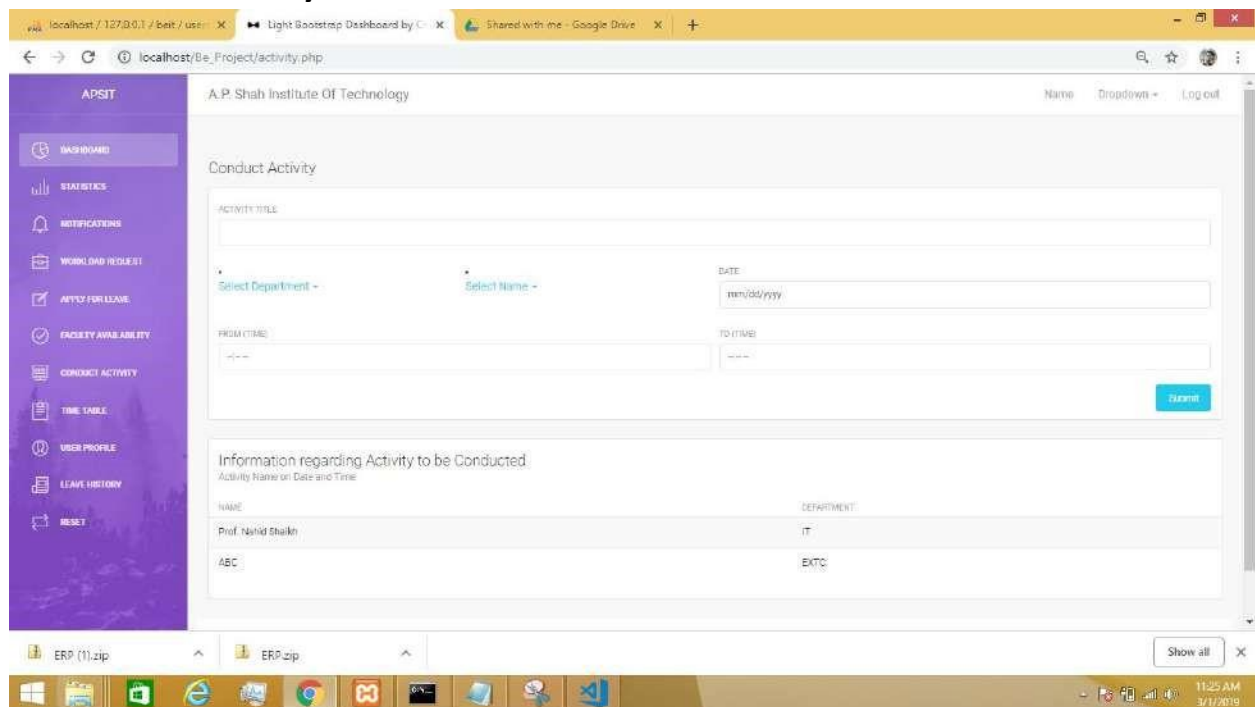 localhost / 127.0.0.1 / beit / user
Light Bootstrap Dashboard by C
Shared with me - Google Drive
localhost/Be_Project/activity.php
APSIT
A.P. Shah Institute Of Technology
Name
Dropdown
Log out
DASHBOARD
STATISTICS
NOTIFICATIONS
WORKLOAD REQUEST
APPLY FOR LEAVE
FACULTY AVAILABILITY
CONDUCT ACTIVITY
TIME TABLE
USER PROFILE
LEAVE HISTORY
RESET
Conduct Activity
ACTIVITY TITLE
Select Department
Select Name
DATE
mm/dd/yyyy
FROM (TIME)
TO (TIME)
--:-- --
--:-- --
Submit
Information regarding Activity to be Conducted
Activity Name on Date and Time
NAME DEPARTMENT
Prof. Nahid Shaikh IT
ABC EXTC
ERP (1).zip
ERP.zip
Show all
11:25 AM
3/1/2019